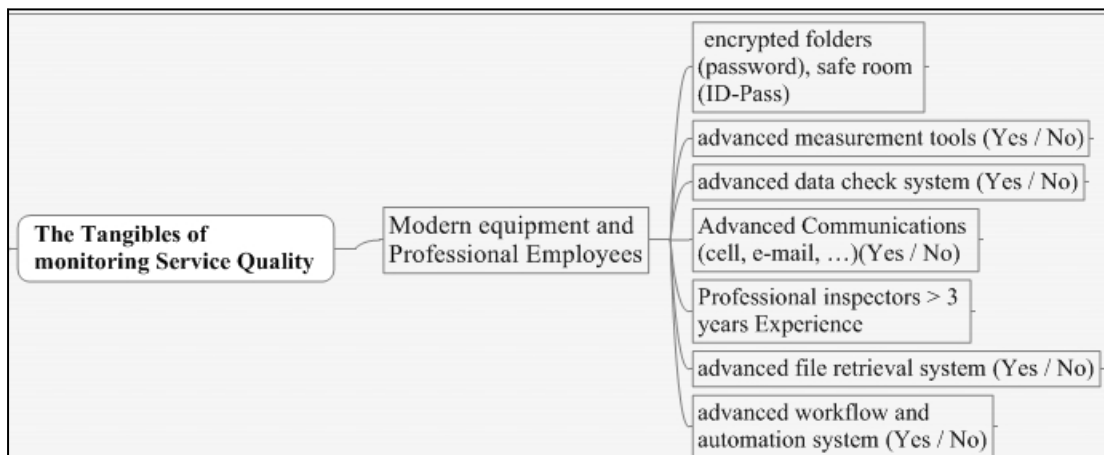 The Tangibles of
monitoring Service Quality
Modern equipment and
Professional Employees
encrypted folders
(password), safe room
(ID-Pass)
advanced measurement tools (Yes / No)
advanced data check system (Yes / No)
Advanced Communications
(cell, e-mail, …)(Yes / No)
Professional inspectors > 3
years Experience
advanced file retrieval system (Yes / No)
advanced workflow and
automation system (Yes / No)